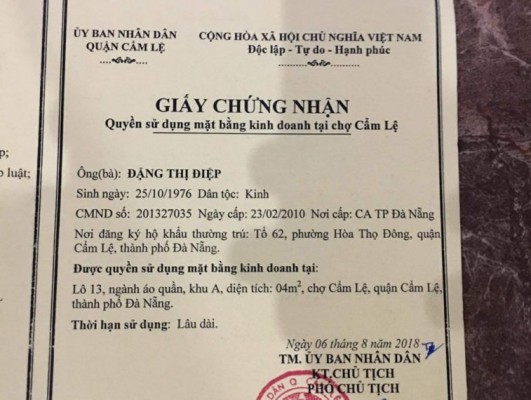 ỦY BAN NHÂN DÂN
QUẬN CẨM LỆ
CỘNG HÒA XÃ HỘI CHỦ NGHĨA VIỆT NAM
Độc lập - Tự do - Hạnh phúc
GIẤY CHỨNG NHẬN
Quyền sử dụng mặt bằng kinh doanh tại chợ Cẩm Lệ
p;
luật;
Ông(bà): ĐẶNG THỊ ĐIỆP
Sinh ngày: 25/10/1976 Dân tộc: Kinh
CMND số: 201327035 Ngày cấp: 23/02/2010 Nơi cấp: CA TP Đà Nẵng
Nơi đăng ký hộ khẩu thường trú: Tổ 62, phường Hòa Thọ Đông, quận
Cẩm Lệ, thành phố Đà Nẵng.
Được quyền sử dụng mặt bằng kinh doanh tại:
Lô 13, ngành áo quần, khu A, diện tích: 04m², chợ Cẩm Lệ, quận Cẩm Lệ,
thành phố Đà Nẵng.
Thời hạn sử dụng: Lâu dài.
Ngày 06 tháng 8 năm 2018
TM. ỦY BAN NHÂN DÂN
KT.CHỦ TỊCH
PHÓ CHỦ TỊCH